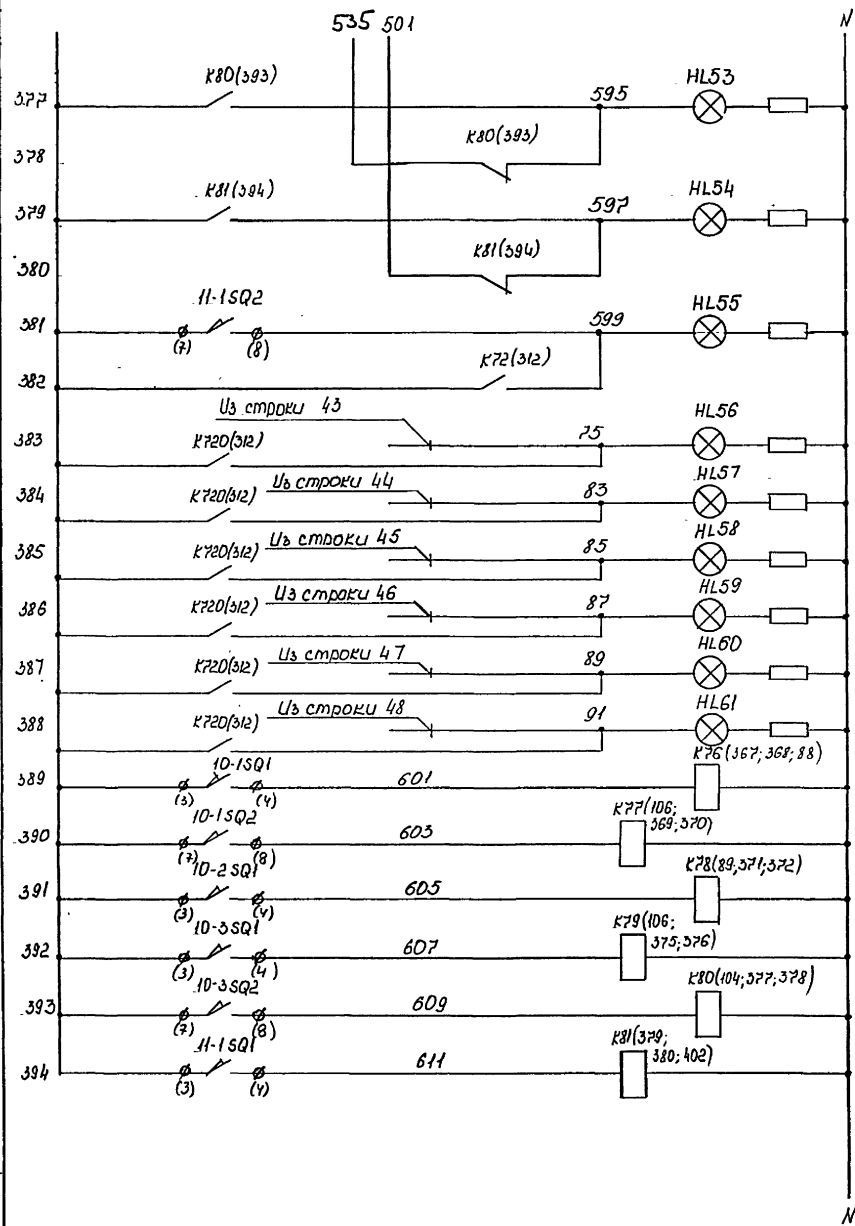 535 501 N
K80(393) HL53
377 595
K80(393)
378
K81(394) HL54
379 597
K81(394)
380
11-1SQ2 HL55
381 599
(7) (8)
K72(312)
382
Из строки 43 HL56
383 K720(312) 75
HL57
384 K720(312) Из строки 44 83
HL58
385 K720(312) Из строки 45 85
HL59
386 K720(312) Из строки 46 87
HL60
387 K720(312) Из строки 47 89
HL61
388 K720(312) Из строки 48 91
K76(367;368;88)
10-1SQ1
389 601
(3) (4)
K77(106;
369;370)
10-1SQ2
390 603
(7) (8)
K78(89;371;372)
10-2SQ1
391 605
(3) (4)
K79(106;
375;376)
10-3SQ1
392 607
(3) (4)
K80(104;377;378)
10-3SQ2
393 609
(7) (8)
K81(379;
380;402)
11-1SQ1
394 611
(3) (4)
N